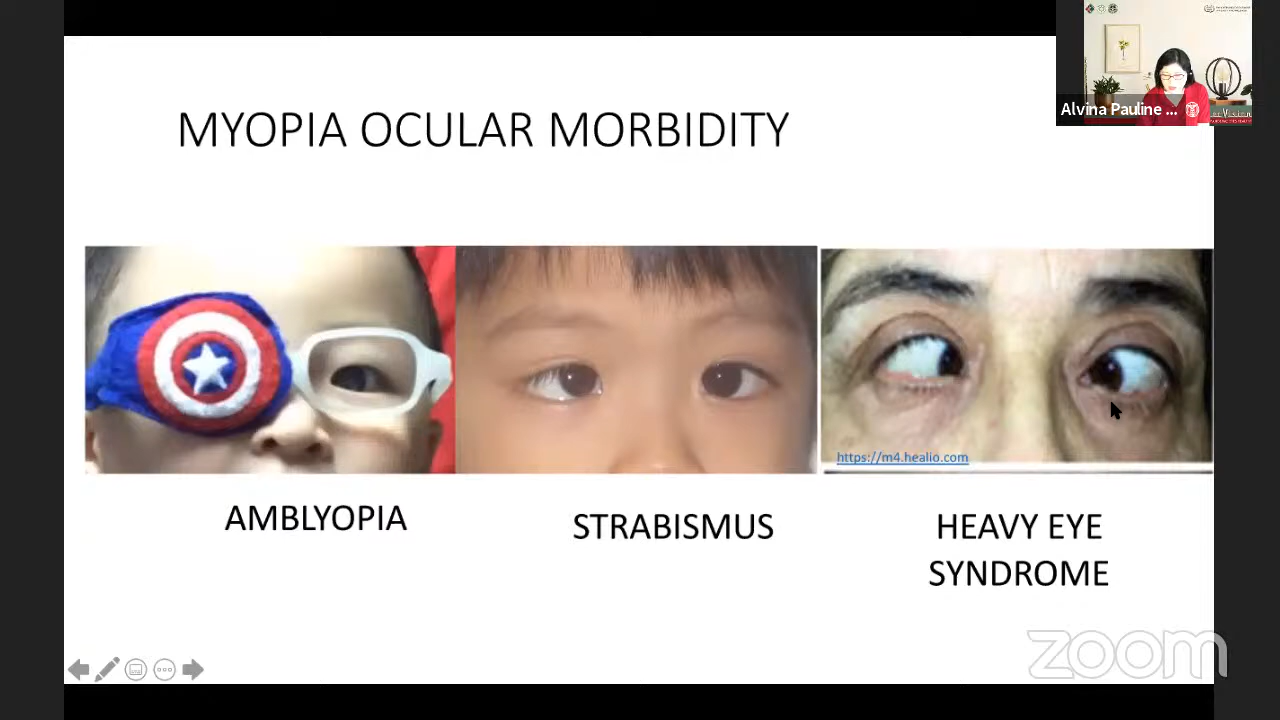 Alvina Pauline ...
MYOPIA OCULAR MORBIDITY
https://m4.healio.com
AMBLYOPIA
STRABISMUS
HEAVY EYE
SYNDROME
zoom